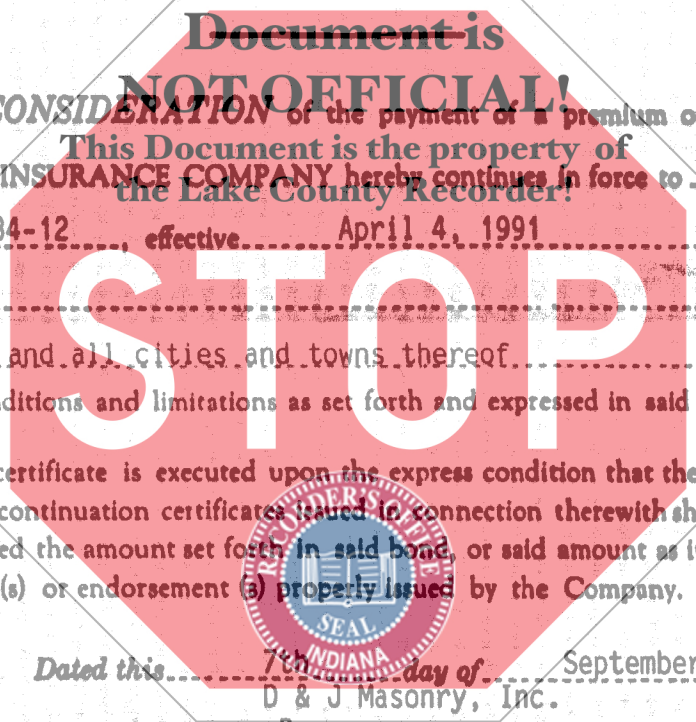 Document is
NOT OFFICIAL!
CONSIDERATION of the payment of a premium
This Document is the property of
INSURANCE COMPANY hereby continues in force to
the Lake County Recorder!
34-12, effective April 4, 1991
STOP
and all cities and towns thereof
ditions and limitations as set forth and expressed in said
certificate is executed upon the express condition that the
continuation certificates issued in connection therewith sh
ed the amount set forth in said bond, or said amount as i
(s) or endorsement (s) properly issued by the Company.
RECORDER'S OFFICE
SEAL
INDIANA
Dated this 7th day of September
D & J Masonry, Inc.